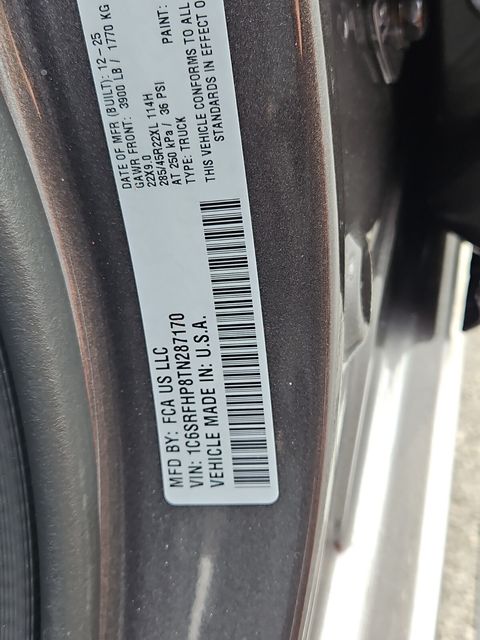 MFD BY: FCA US LLC
DATE OF MFR (BUILT): 12-25
GAWR FRONT: 3900 LB / 1770 KG
22X9.0
285/45R22XL 114H
AT 250 kPa / 36 PSI
TYPE: TRUCK
PAINT:
THIS VEHICLE CONFORMS TO ALL
STANDARDS IN EFFECT O
VIN: 1C6SRFHP8TN287170
VEHICLE MADE IN: U.S.A.